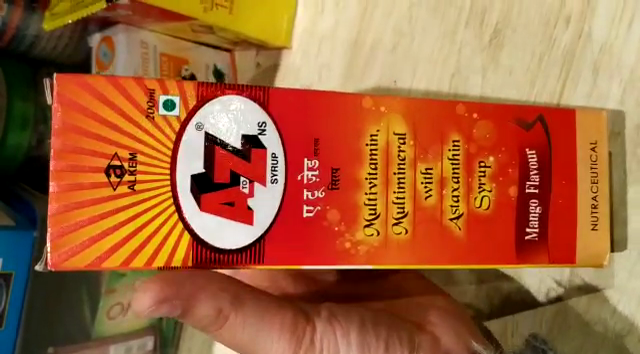 200ml
ALKEM
A TO Z NS
®
SYRUP
ए टू ज़ेड
सिरप
Multivitamin,
Multimineral
with
Astaxanthin
Syrup
Mango Flavour
NUTRACEUTICAL